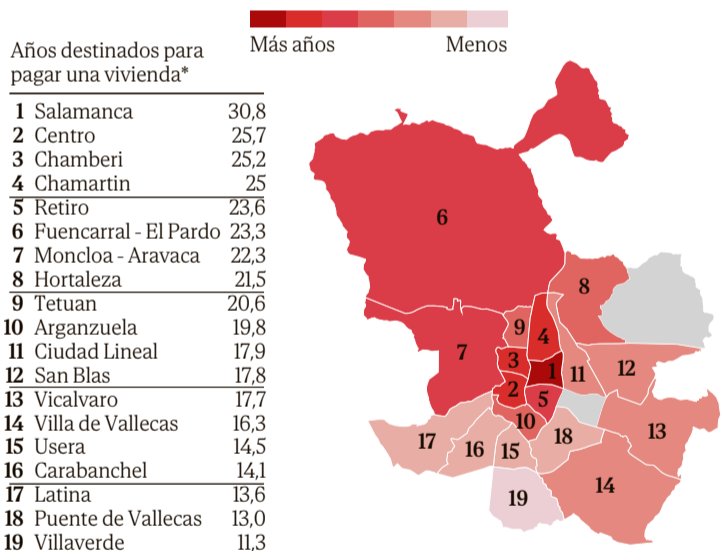 Más años
Menos
Años destinados para
pagar una vivienda*
1 Salamanca 30,8
2 Centro 25,7
3 Chamberi 25,2
4 Chamartin 25
5 Retiro 23,6
6 Fuencarral - El Pardo 23,3
7 Moncloa - Aravaca 22,3
8 Hortaleza 21,5
9 Tetuan 20,6
10 Arganzuela 19,8
11 Ciudad Lineal 17,9
12 San Blas 17,8
13 Vicalvaro 17,7
14 Villa de Vallecas 16,3
15 Usera 14,5
16 Carabanchel 14,1
17 Latina 13,6
18 Puente de Vallecas 13,0
19 Villaverde 11,3
6
8
9
4
7
3
1
11
12
2
5
10
17
16
15
18
13
14
19